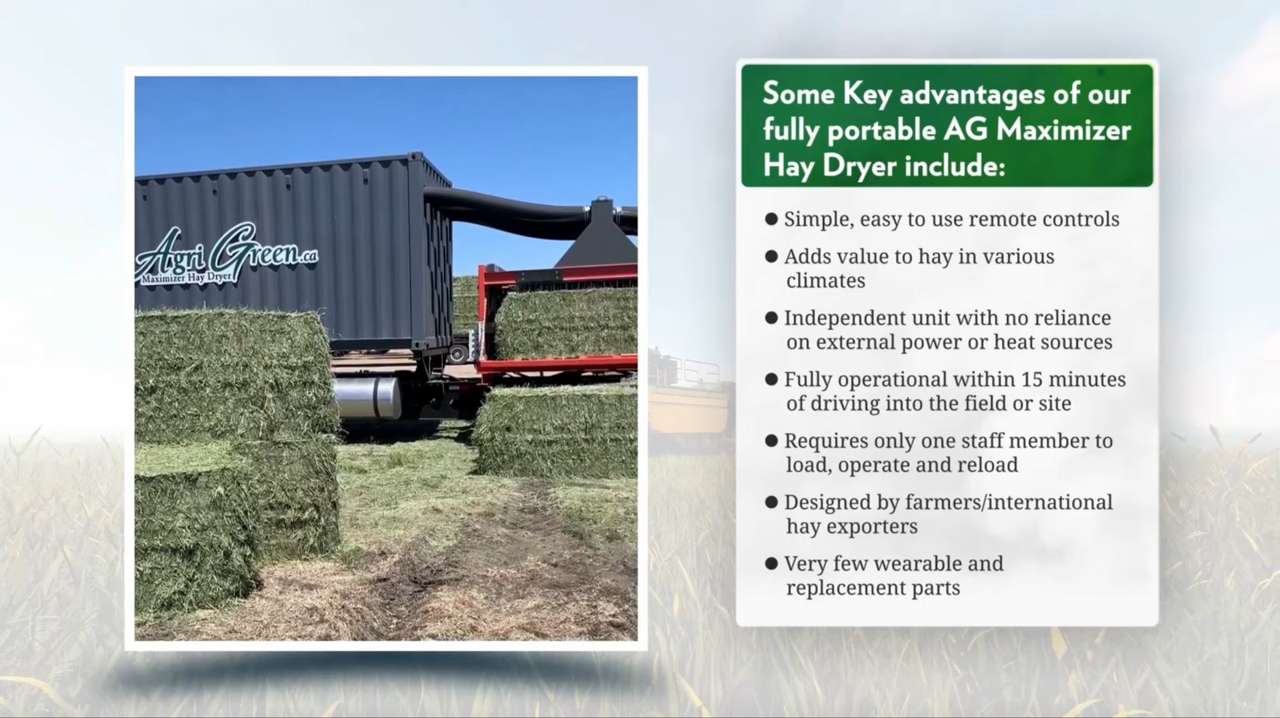 Agri Green.ca
Maximizer Hay Dryer
Some Key advantages of our
fully portable AG Maximizer
Hay Dryer include:
● Simple, easy to use remote controls
● Adds value to hay in various
climates
● Independent unit with no reliance
on external power or heat sources
● Fully operational within 15 minutes
of driving into the field or site
● Requires only one staff member to
load, operate and reload
● Designed by farmers/international
hay exporters
● Very few wearable and
replacement parts